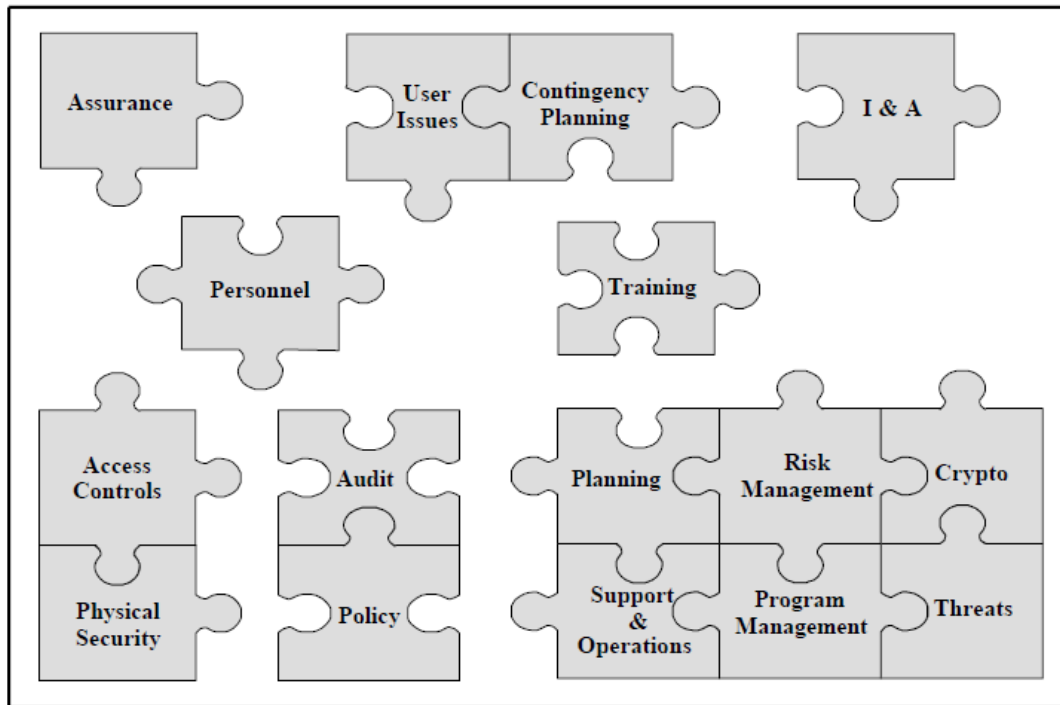 Assurance
User
Issues
Contingency
Planning
I & A
Personnel
Training
Access
Controls
Audit
Planning
Risk
Management
Crypto
Physical
Security
Policy
Support
&
Operations
Program
Management
Threats